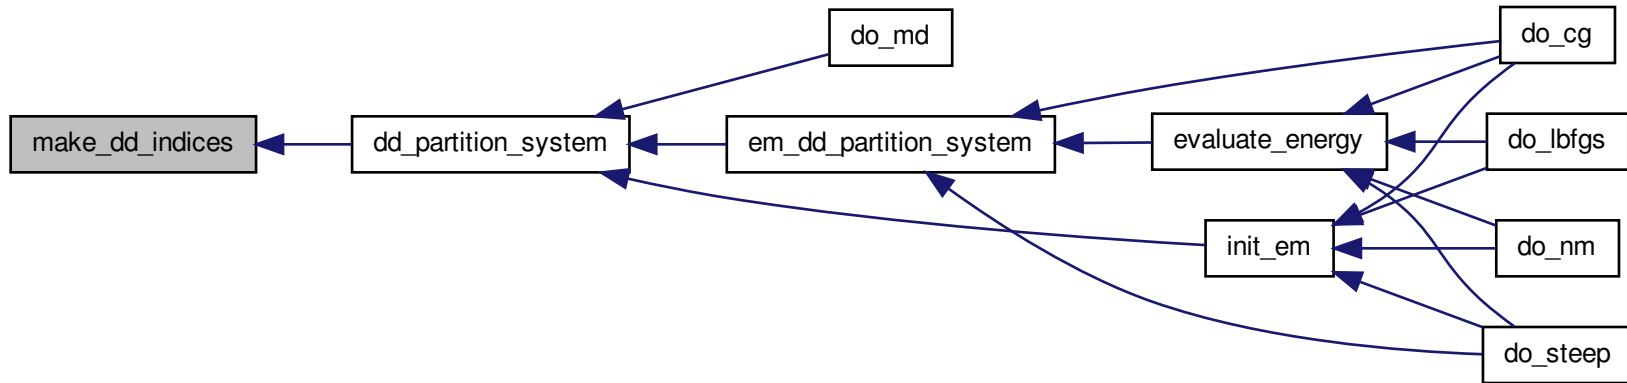 make_dd_indices
dd_partition_system
do_md
em_dd_partition_system
evaluate_energy
init_em
do_cg
do_lbfgs
do_nm
do_steep